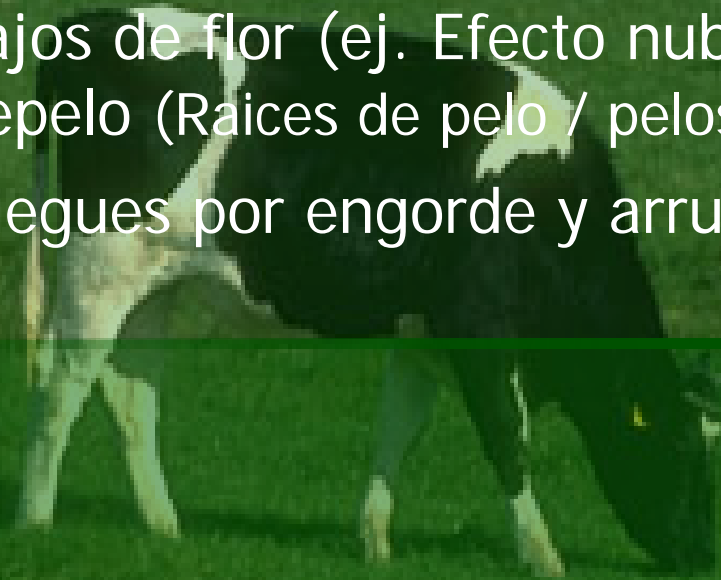 ajos de flor (ej. Efecto nub
epelo (Raices de pelo / pelos
egues por engorde y arru